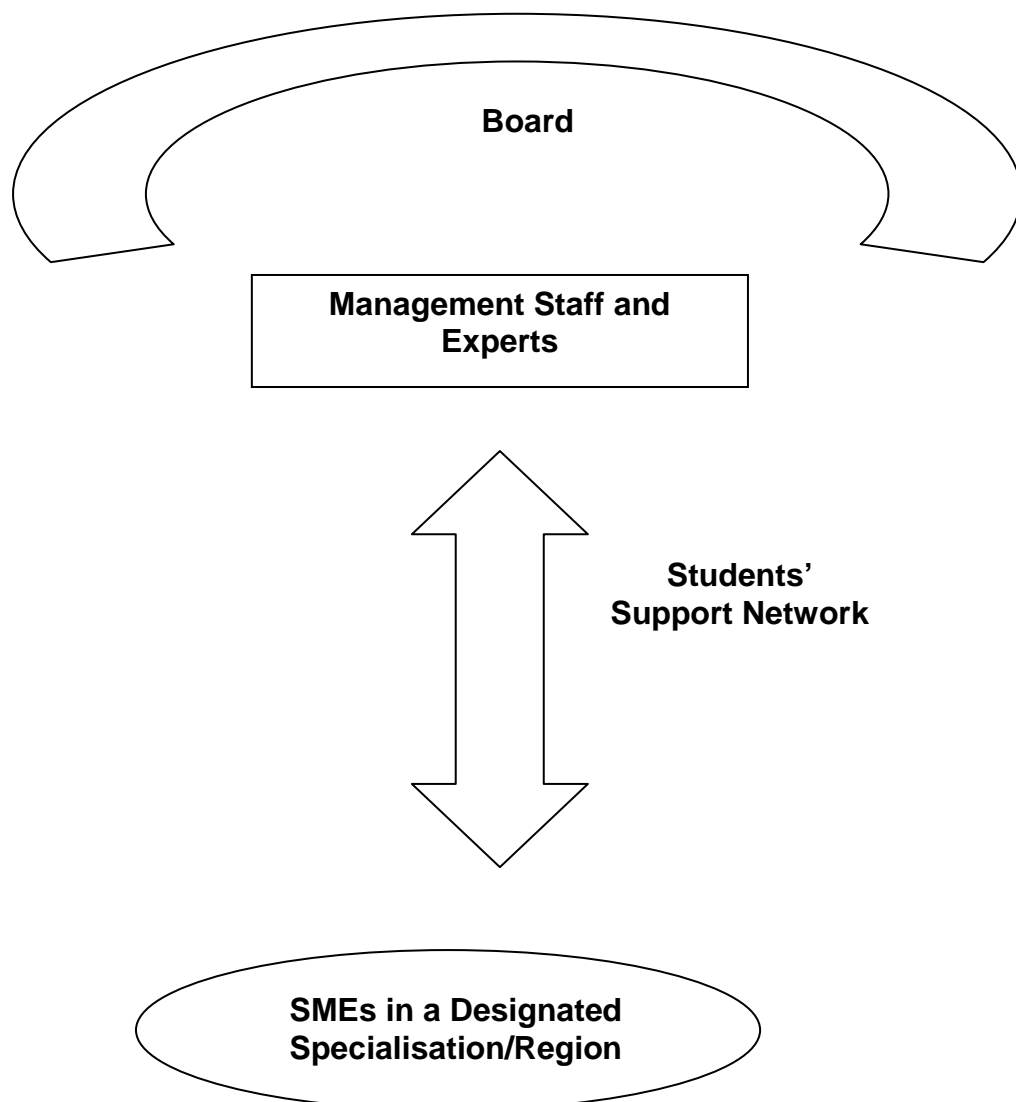 Board
Management Staff and
Experts
Students’
Support Network
SMEs in a Designated
Specialisation/Region